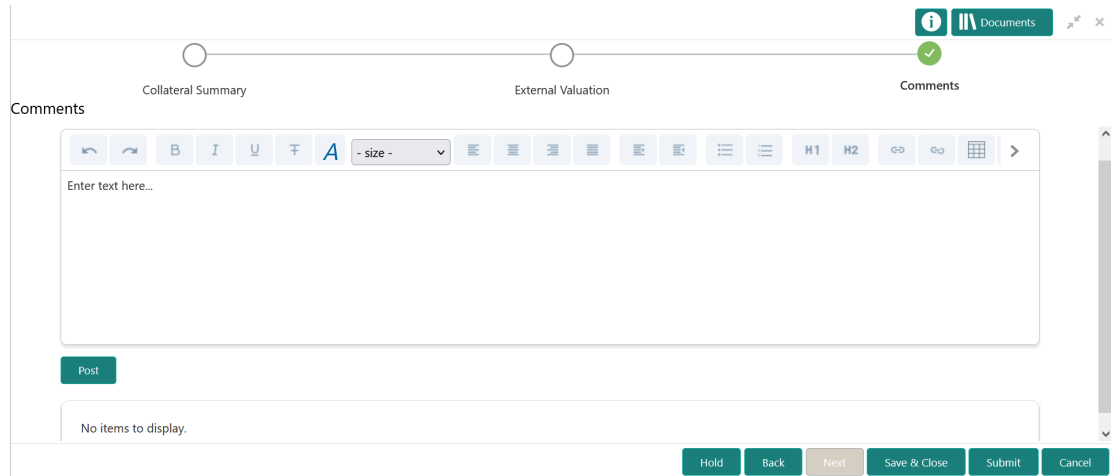 Documents
Collateral Summary
External Valuation
Comments
Comments
B I U T A - size - H1 H2
Enter text here...
Post
No items to display.
Hold Back Next Save & Close Submit Cancel